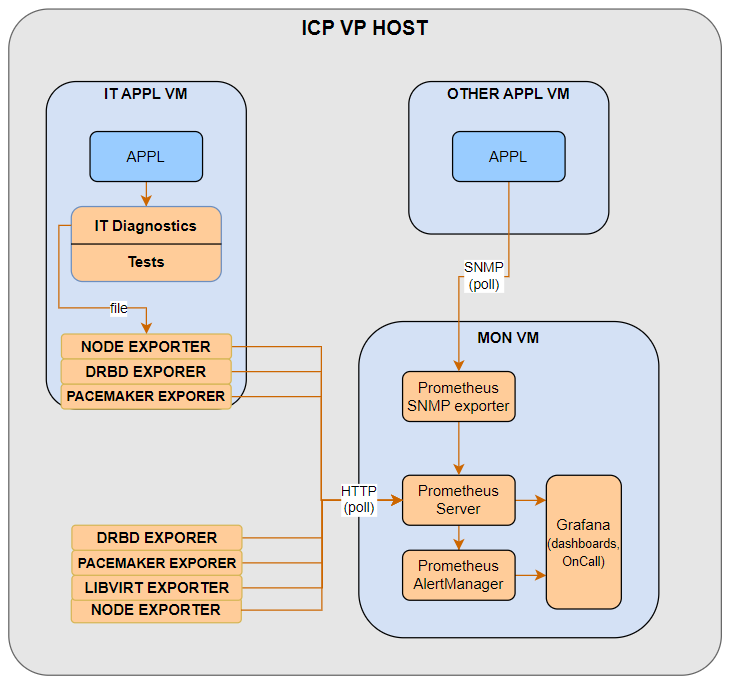 ICP VP HOST
IT APPL VM
APPL
IT Diagnostics
Tests
file
NODE EXPORTER
DRBD EXPORER
PACEMAKER EXPORER
OTHER APPL VM
APPL
SNMP
(poll)
MON VM
Prometheus
SNMP exporter
HTTP
(poll)
Prometheus
Server
Prometheus
AlertManager
Grafana
(dashboards,
OnCall)
DRBD EXPORER
PACEMAKER EXPORER
LIBVIRT EXPORTER
NODE EXPORTER